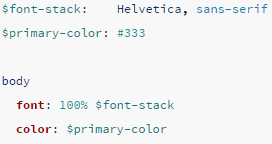 $font-stack:    Helvetica, sans-serif
$primary-color: #333

body
  font: 100% $font-stack
  color: $primary-color